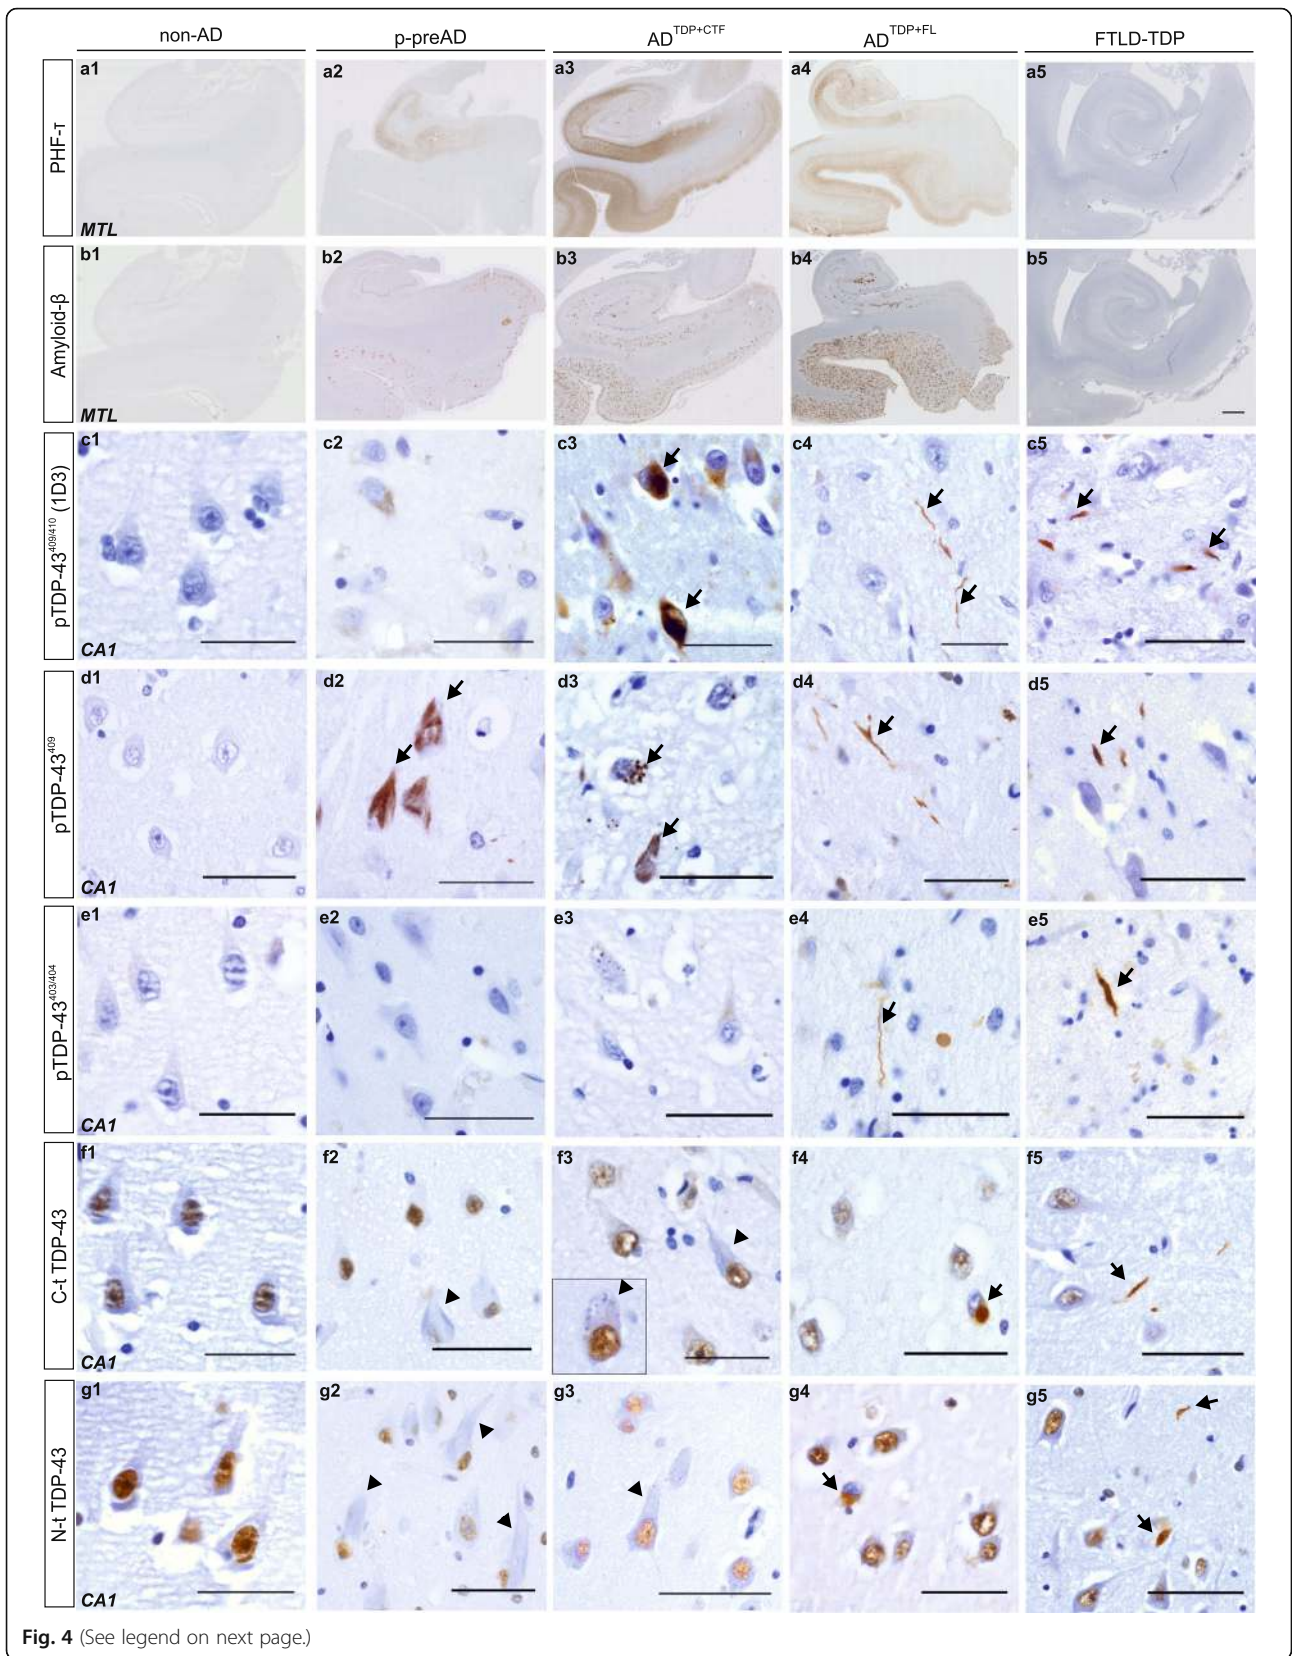 non-AD p-preAD AD^TDP+CTF AD^TDP+FL FTLD-TDP
PHF-τ
a1 a2 a3 a4 a5
MTL
Amyloid-β
b1 b2 b3 b4 b5
MTL
pTDP-43^409/410 (1D3)
c1 c2 c3 c4 c5
CA1
pTDP-43^409
d1 d2 d3 d4 d5
CA1
pTDP-43^403/404
e1 e2 e3 e4 e5
CA1
C-t TDP-43
f1 f2 f3 f4 f5
CA1
N-t TDP-43
g1 g2 g3 g4 g5
CA1
Fig. 4 (See legend on next page.)